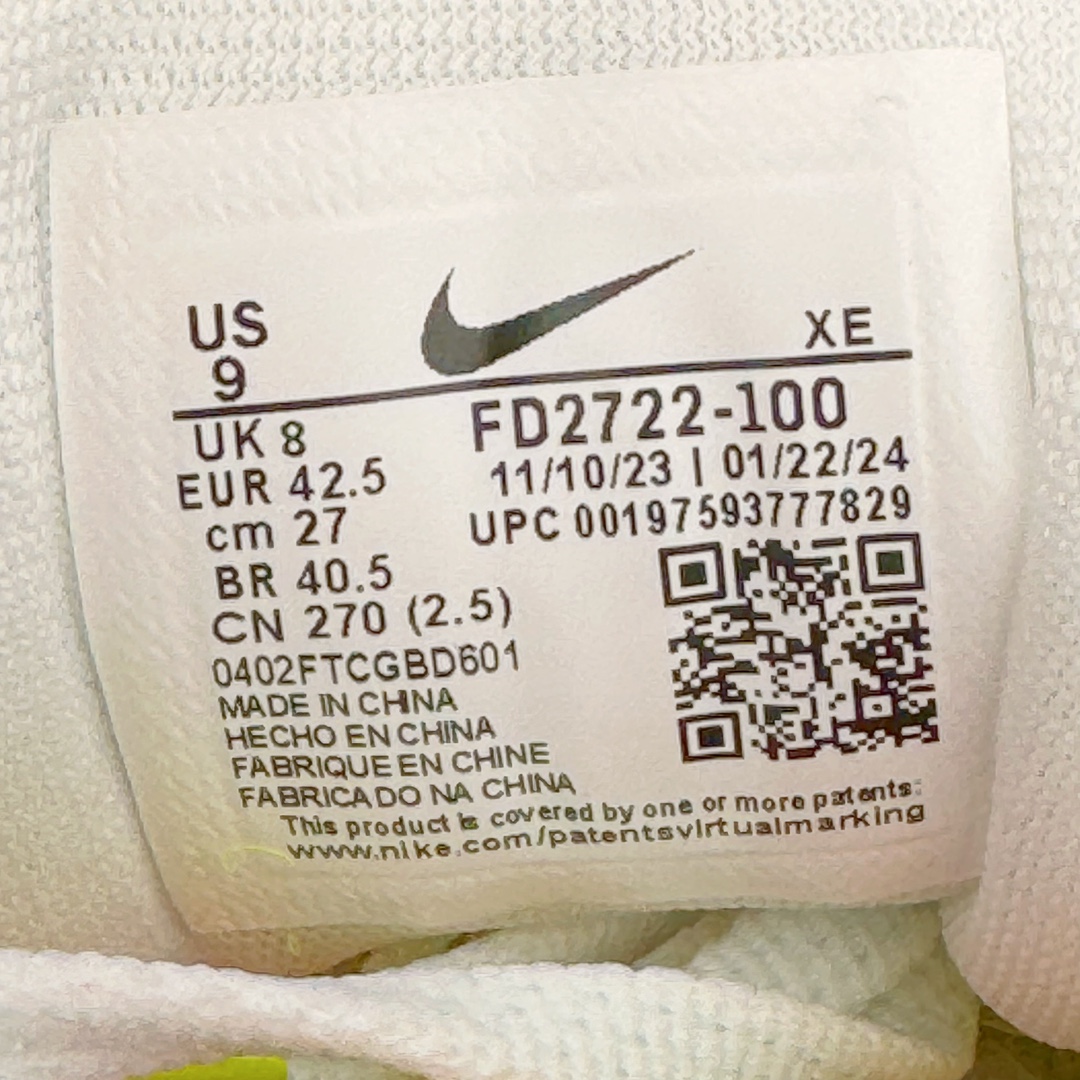 US
9
XE
UK 8
EUR 42.5
cm 27
BR 40.5
CN 270 (2.5)
FD2722-100
11/10/23 | 01/22/24
UPC 00197593777829
0402FTCGBD601
MADE IN CHINA
HECHO EN CHINA
FABRIQUE EN CHINE
FABRICADO NA CHINA
This product is covered by one or more patents:
www.nike.com/patentsvirtualmarking